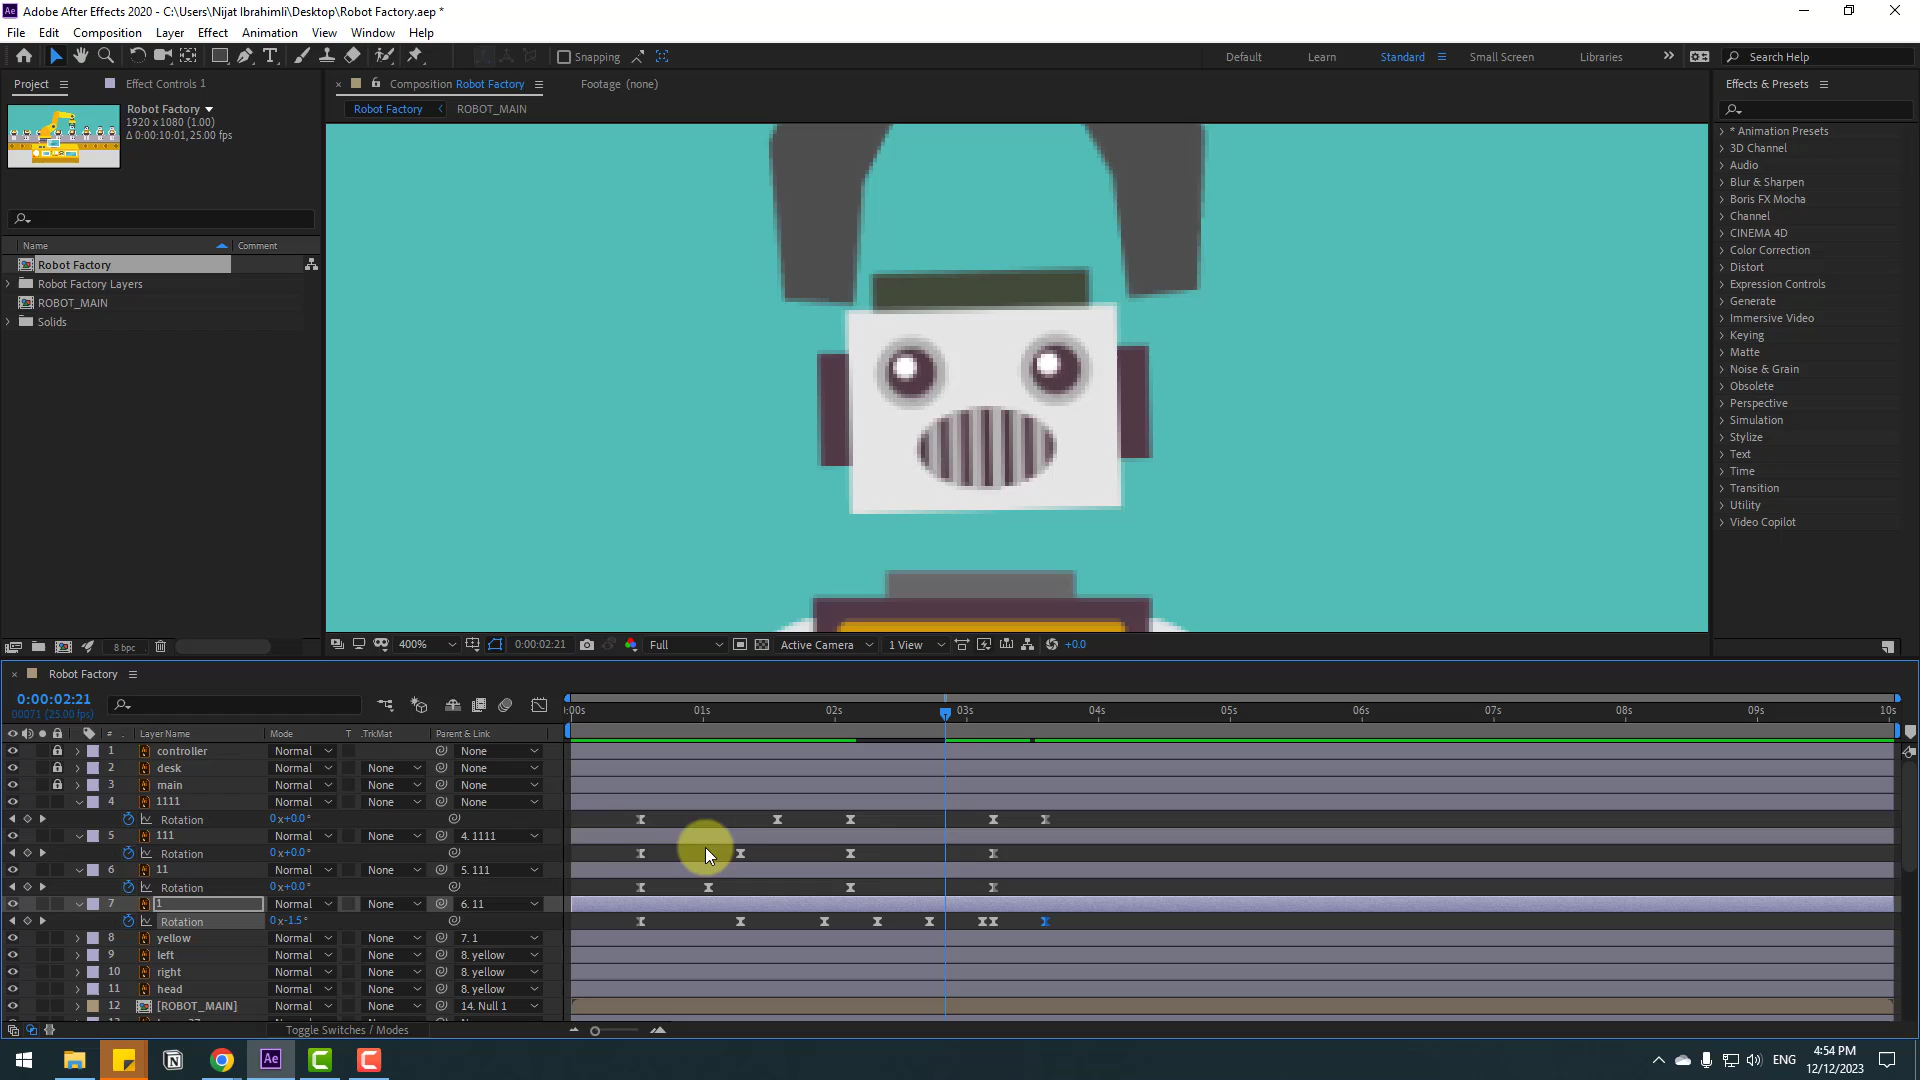 Adobe After Effects 2020 - C:\Users\Nijat Ibrahimli\Desktop\Robot Factory.aep *
File Edit Composition Layer Effect Animation View Window Help
Snapping Default Learn Standard Small Screen Libraries Search Help
Project Effect Controls 1 Composition Robot Factory Footage (none) Effects & Presets
Robot Factory
1920 x 1080 (1.00)
Δ 0:00:10:01, 25.00 fps
Robot Factory ROBOT_MAIN
Name Comment
Robot Factory
Robot Factory Layers
ROBOT_MAIN
Solids
* Animation Presets
3D Channel
Audio
Blur & Sharpen
Boris FX Mocha
Channel
CINEMA 4D
Color Correction
Distort
Expression Controls
Generate
Immersive Video
Keying
Matte
Noise & Grain
Obsolete
Perspective
Simulation
Stylize
Text
Time
Transition
Utility
Video Copilot
8 bpc 400% 0:00:02:21 Full Active Camera 1 View +0.0
Robot Factory
0:00:02:21
00071 (25.00 fps)
:00s 01s 02s 03s 04s 05s 06s 07s 08s 09s 10s
# Layer Name Mode T .TrkMat Parent & Link
1 controller Normal None
2 desk Normal None None
3 main Normal None None
4 1111 Normal None None
Rotation 0x+0.0°
5 111 Normal None 4. 1111
Rotation 0x+0.0°
6 11 Normal None 5. 111
Rotation 0x+0.0°
7 1 Normal None 6. 11
Rotation 0x-1.5°
8 yellow Normal None 7. 1
9 left Normal None 8. yellow
10 right Normal None 8. yellow
11 head Normal None 8. yellow
12 [ROBOT_MAIN] Normal None 14. Null 1
Toggle Switches / Modes
ENG 4:54 PM
12/12/2023